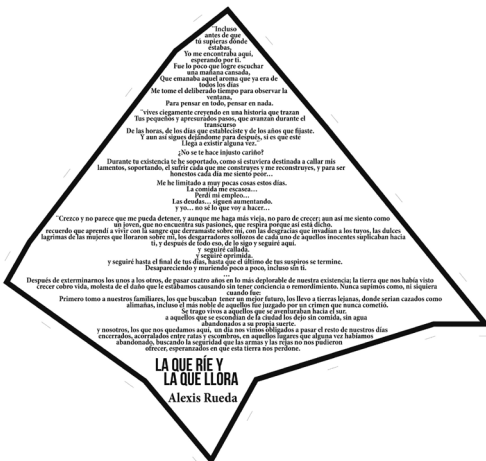 "Incluso
antes de que
tú supieras donde
estabas,
Yo me encontraba aquí,
esperando por ti."
Fue lo poco que logre escuchar
una mañana cansada,
Que emanaba aquel aroma que ya era de
todos los días
Me tome el deliberado tiempo para observar la
ventana,
Para pensar en todo, pensar en nada.
"vives ciegamente creyendo en una historia que trazan
Tus pequeños y apresurados pasos, que avanzan durante el
transcurso
De las horas, de los días que estableciste y de los años que fijaste.
Y aun así sigues dejándome para después, si es que este
Llega a existir alguna vez."
¿No se te hace injusto cariño?
Durante tu existencia te he soportado, como si estuviera destinada a callar mis
lamentos, soportando, el sufrir cada que me construyes y me reconstruyes, y para ser
honestos cada día me siento peor…
Me he limitado a muy pocas cosas estos días.
La comida me escasea…
Perdí mi empleo…
Las deudas… siguen aumentando.
y yo… no sé lo que voy a hacer…
"Crezco y no parece que me pueda detener, y aunque me haga más vieja, no paro de crecer; aun así me siento como
un joven, que no encuentra sus pasiones, que respira porque así está dicho.
recuerdo que aprendí a vivir con la sangre que derramaste sobre mí, con las desgracias que invadían a los tuyos, las dulces
lagrimas de las mujeres que lloraron sobre mí, los desgarradores sollozos de cada uno de aquellos inocentes suplicaban hacia
ti, y después de todo eso, de lo sigo y seguiré aquí.
y seguiré callada.
y seguiré oprimida.
y seguiré hasta el final de tus días, hasta que el último de tus suspiros se termine.
Desapareciendo y muriendo poco a poco, incluso sin ti.
…
Después de exterminarnos los unos a los otros, de pasar cuatro años en lo más deplorable de nuestra existencia; la tierra que nos había visto
crecer cobro vida, molesta de el daño que le estábamos causando sin tener conciencia o remordimiento. Nunca supimos como, ni siquiera
cuando fue:
Primero tomo a nuestros familiares, los que buscaban tener un mejor futuro, los llevo a tierras lejanas, donde serian cazados como
alimañas, incluso el más noble de aquellos fue juzgado por un crimen que nunca cometió.
Se trago vivos a aquellos que se aventuraban hacia el sur.
a aquellos que se escondían de la ciudad los dejo sin comida, sin agua
abandonados a su propia suerte.
y nosotros, los que nos quedamos aquí, un día nos vimos obligados a pasar el resto de nuestros días
encerrados, acorralados entre ratas y escombros, en aquellos lugares que alguna vez habíamos
abandonado, buscando la seguridad que las armas y las rejas no nos pudieron
ofrecer, esperanzados en que esta tierra nos perdone.
LA QUE RÍE Y
LA QUE LLORA
Alexis Rueda